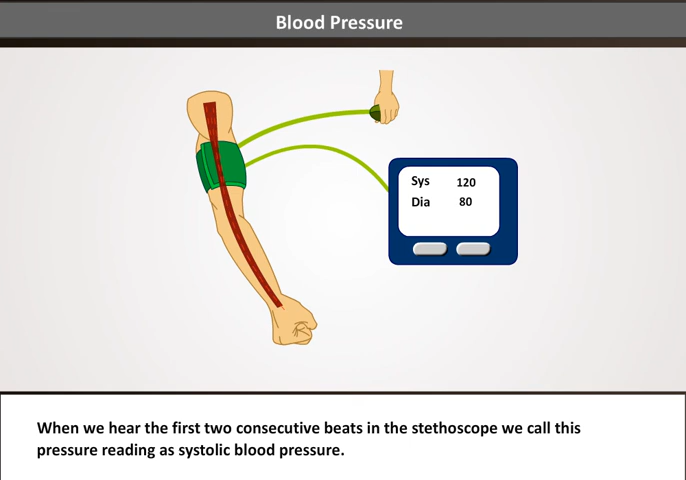 Blood Pressure
Sys 120
Dia 80
When we hear the first two consecutive beats in the stethoscope we call this
pressure reading as systolic blood pressure.